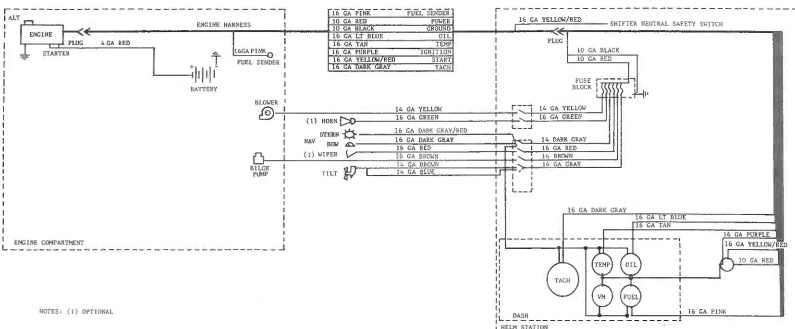 ALT
ENGINE
STARTER
PLUG
4 GA RED
ENGINE HARNESS
16GA PINK
FUEL SENDER
BATTERY
16 GA PINK FUEL SENDER
10 GA RED POWER
10 GA BLACK GROUND
16 GA LT BLUE OIL
16 GA TAN TEMP
16 GA PURPLE IGNITION
16 GA YELLOW/RED START
16 GA DARK GRAY TACH
16 GA YELLOW/RED
SHIFTER NEUTRAL SAFETY SWITCH
PLUG
10 GA BLACK
10 GA RED
FUSE
BLOCK
BLOWER
14 GA YELLOW
14 GA YELLOW
(1) HORN
16 GA GREEN
16 GA GREEN
NAV
STERN
16 GA DARK GRAY/RED
BOW
16 GA DARK GRAY
14 DARK GRAY
(1) WIPER
16 GA RED
16 GA RED
16 GA BROWN
14 BROWN
BILGE
PUMP
TILT
14 GA BROWN
14 GA GRAY
14 GA BLUE
16 GA DARK GRAY
16 GA LT BLUE
16 GA TAN
16 GA PURPLE
16 GA YELLOW/RED
10 GA RED
TACH
TEMP
OIL
VM
FUEL
16 GA PINK
DASH
HELM STATION
ENGINE COMPARTMENT
NOTES: (1) OPTIONAL